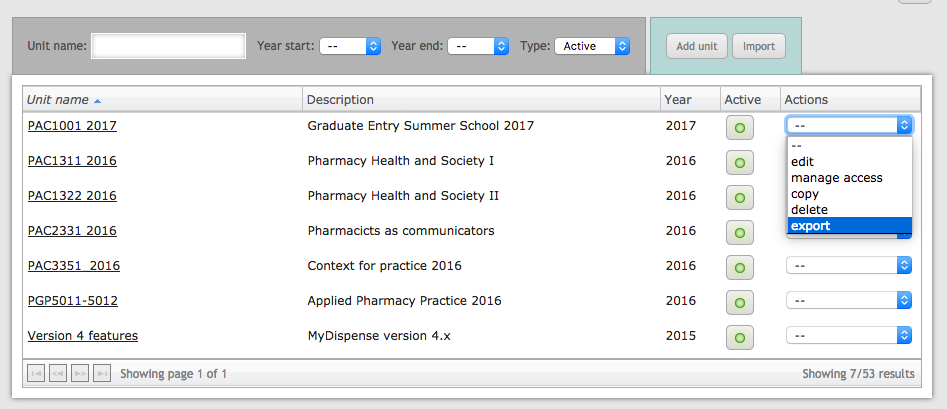 Unit name: Year start: -- Year end: -- Type: Active Add unit Import
Unit name Description Year Active Actions
PAC1001 2017 Graduate Entry Summer School 2017 2017 --
--
PAC1311 2016 Pharmacy Health and Society I 2016 edit
manage access
PAC1322 2016 Pharmacy Health and Society II 2016 copy
delete
PAC2331 2016 Pharmacicts as communicators 2016 export
PAC3351_2016 Context for practice 2016 2016 --
PGP5011-5012 Applied Pharmacy Practice 2016 2016 --
Version 4 features MyDispense version 4.x 2015 --
Showing page 1 of 1 Showing 7/53 results